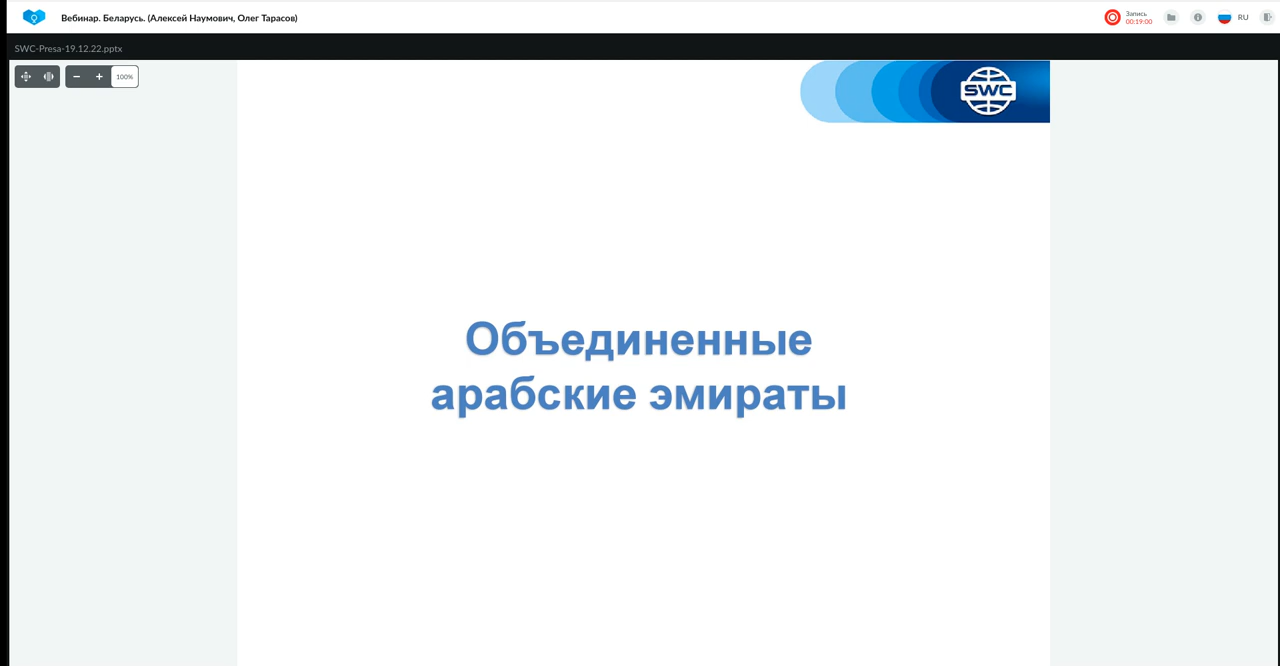 Вебинар. Беларусь. (Алексей Наумович, Олег Тарасов)
Запись
00:19:00
RU
SWC-Presa-19.12.22.pptx
100%
SWC
Объединенные
арабские эмираты